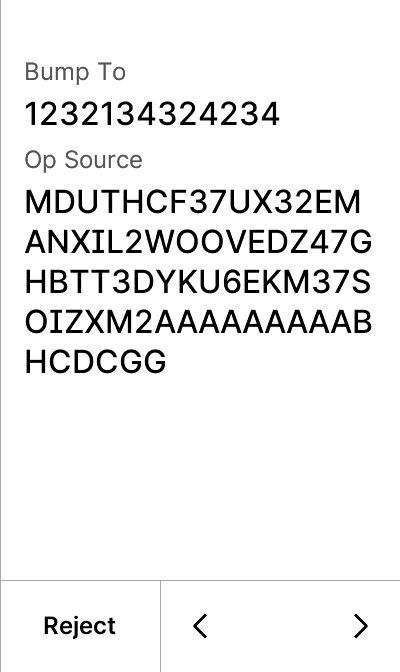 Bump To
1232134324234
Op Source
MDUTHCF37UX32EM
ANXIL2WOOVEDZ47G
HBTT3DYKU6EKM37S
OIZXM2AAAAAAAAAB
HCDCGG
Reject